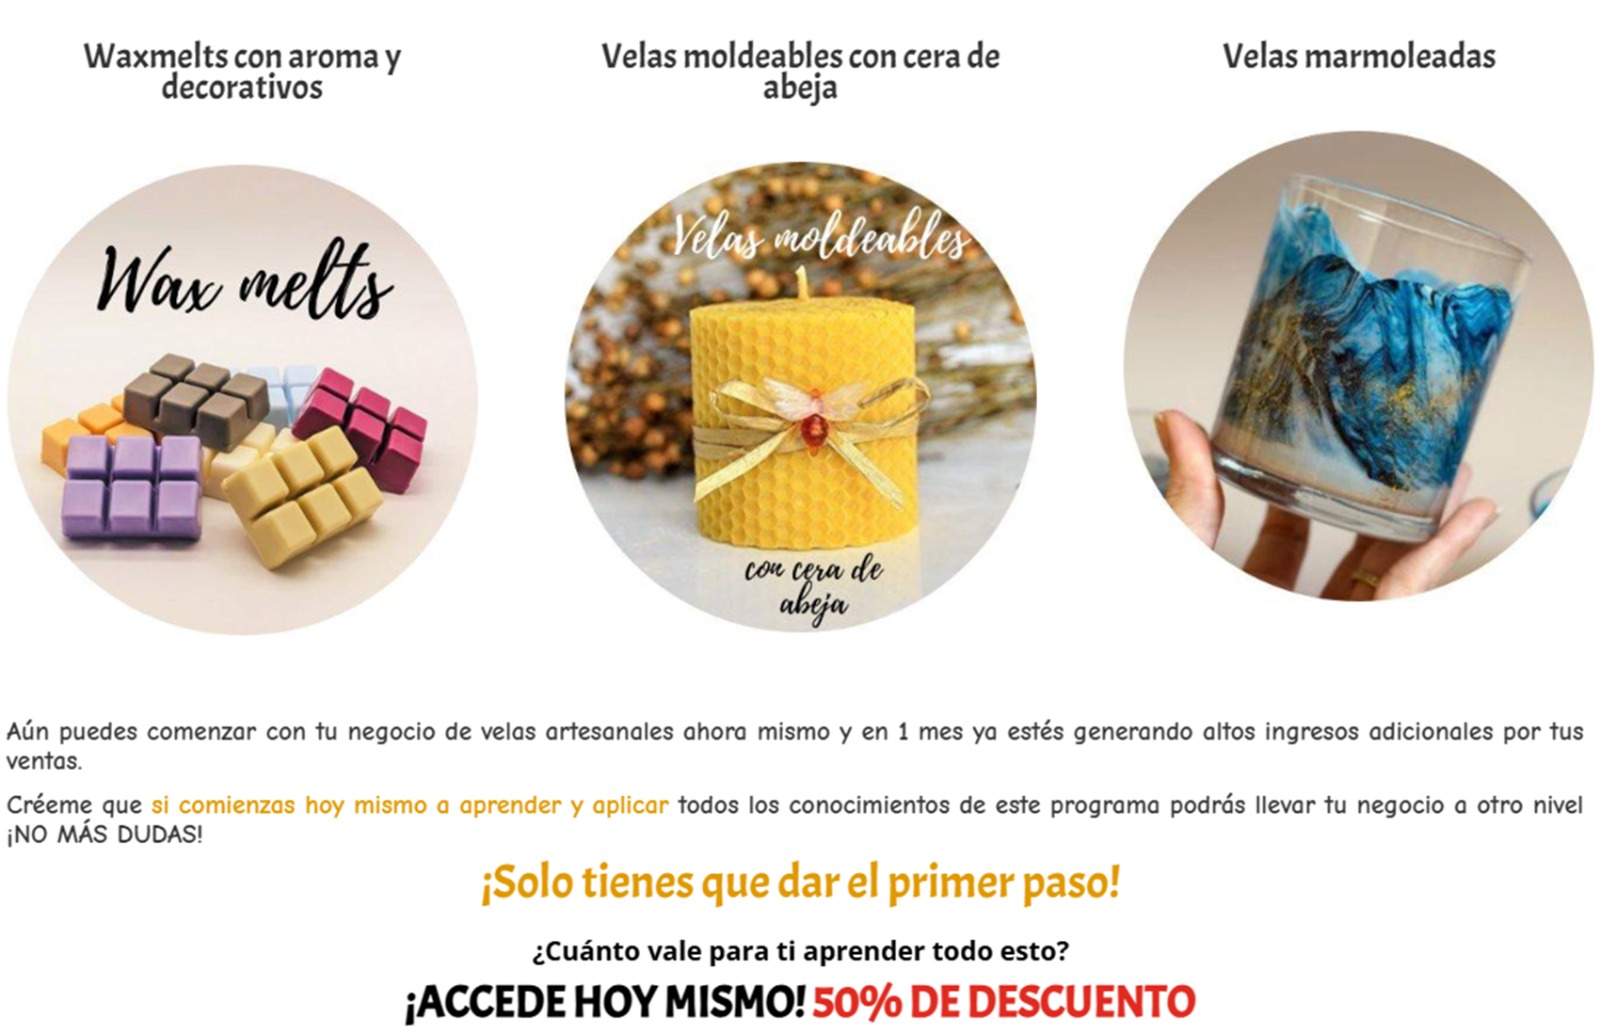 Waxmelts con aroma y
decorativos
Velas moldeables con cera de
abeja
Velas marmoleadas
Wax melts
Velas moldeables
con cera de
abeja
Aún puedes comenzar con tu negocio de velas artesanales ahora mismo y en 1 mes ya estés generando altos ingresos adicionales por tus
ventas.
Créeme que si comienzas hoy mismo a aprender y aplicar todos los conocimientos de este programa podrás llevar tu negocio a otro nivel
¡NO MÁS DUDAS!
¡Solo tienes que dar el primer paso!
¿Cuánto vale para ti aprender todo esto?
¡ACCEDE HOY MISMO! 50% DE DESCUENTO